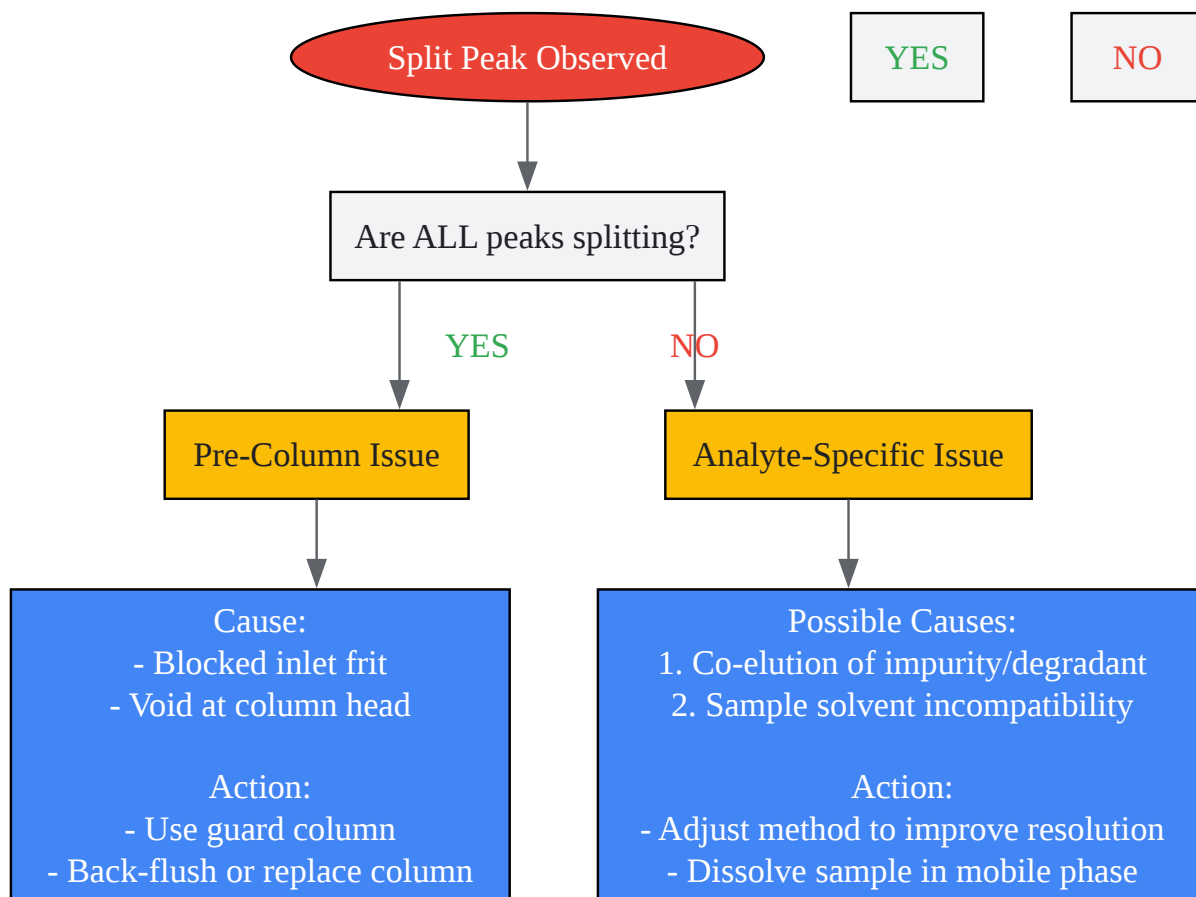 Split Peak Observed
YES
NO
Are ALL peaks splitting?
YES
NO
Pre-Column Issue
Analyte-Specific Issue
Cause:
- Blocked inlet frit
- Void at column head
Action:
- Use guard column
- Back-flush or replace column
Possible Causes:
1. Co-elution of impurity/degradant
2. Sample solvent incompatibility
Action:
- Adjust method to improve resolution
- Dissolve sample in mobile phase